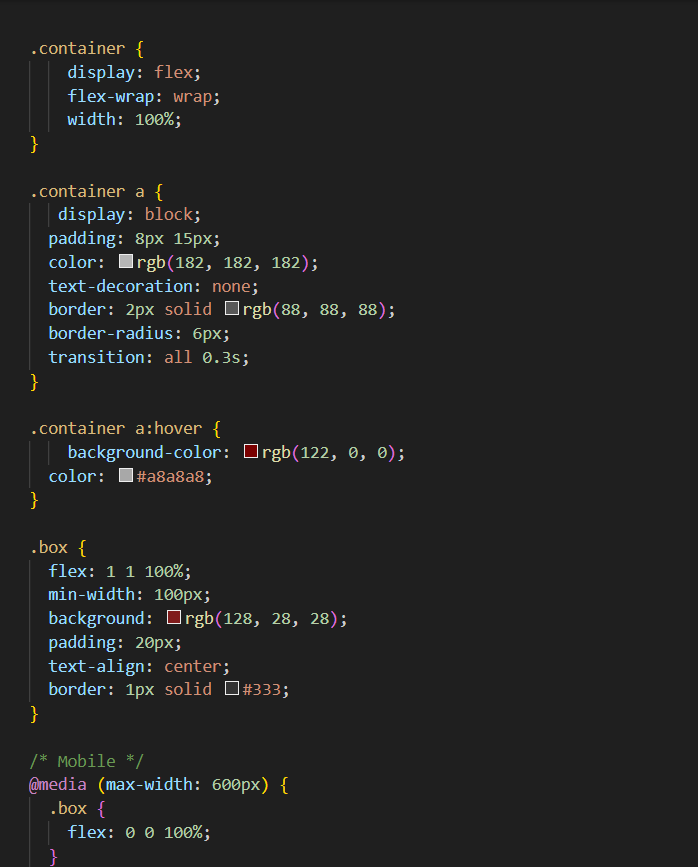 .container {
display: flex;
flex-wrap: wrap;
width: 100%;
}
.container a {
display: block;
padding: 8px 15px;
color: rgb(182, 182, 182);
text-decoration: none;
border: 2px solid rgb(88, 88, 88);
border-radius: 6px;
transition: all 0.3s;
}
.container a:hover {
background-color: rgb(122, 0, 0);
color: #a8a8a8;
}
.box {
flex: 1 1 100%;
min-width: 100px;
background: rgb(128, 28, 28);
padding: 20px;
text-align: center;
border: 1px solid #333;
}
/* Mobile */
@media (max-width: 600px) {
.box {
flex: 0 0 100%;
}